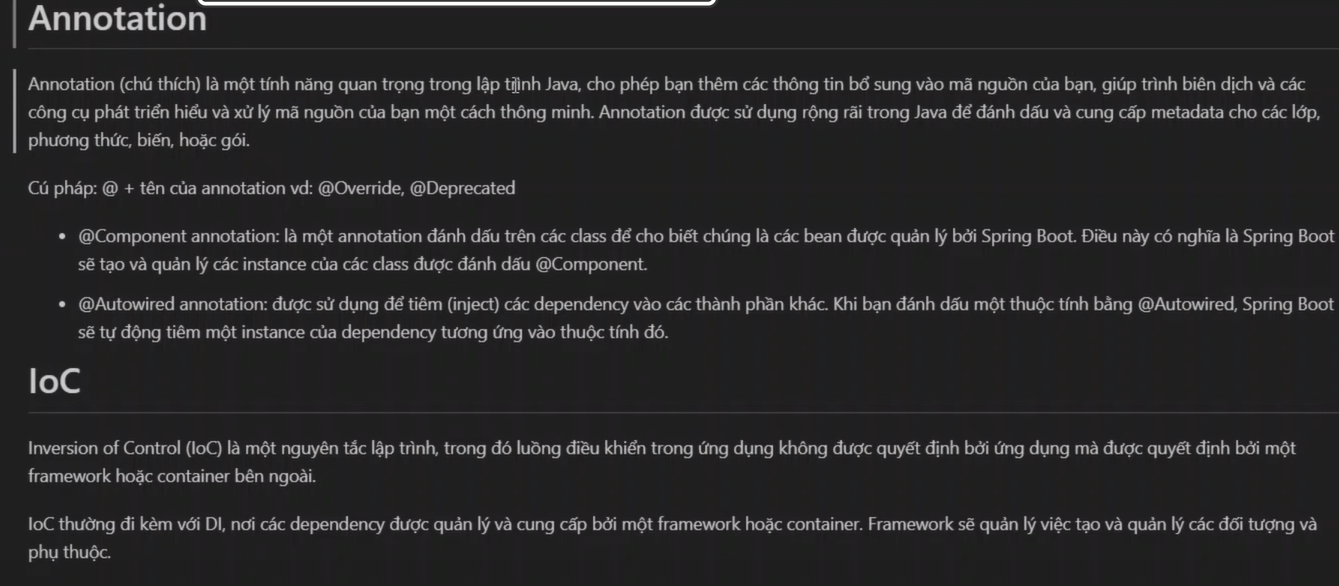 Annotation
Annotation (chú thích) là một tính năng quan trọng trong lập trình Java, cho phép bạn thêm các thông tin bổ sung vào mã nguồn của bạn, giúp trình biên dịch và các
công cụ phát triển hiểu và xử lý mã nguồn của bạn một cách thông minh. Annotation được sử dụng rộng rãi trong Java để đánh dấu và cung cấp metadata cho các lớp,
phương thức, biến, hoặc gói.
Cú pháp: @ + tên của annotation vd: @Override, @Deprecated
• @Component annotation: là một annotation đánh dấu trên các class để cho biết chúng là các bean được quản lý bởi Spring Boot. Điều này có nghĩa là Spring Boot
sẽ tạo và quản lý các instance của các class được đánh dấu @Component.
• @Autowired annotation: được sử dụng để tiêm (inject) các dependency vào các thành phần khác. Khi bạn đánh dấu một thuộc tính bằng @Autowired, Spring Boot
sẽ tự động tiêm một instance của dependency tương ứng vào thuộc tính đó.
IoC
Inversion of Control (IoC) là một nguyên tắc lập trình, trong đó luồng điều khiển trong ứng dụng không được quyết định bởi ứng dụng mà được quyết định bởi một
framework hoặc container bên ngoài.
IoC thường đi kèm với DI, nơi các dependency được quản lý và cung cấp bởi một framework hoặc container. Framework sẽ quản lý việc tạo và quản lý các đối tượng và
phụ thuộc.